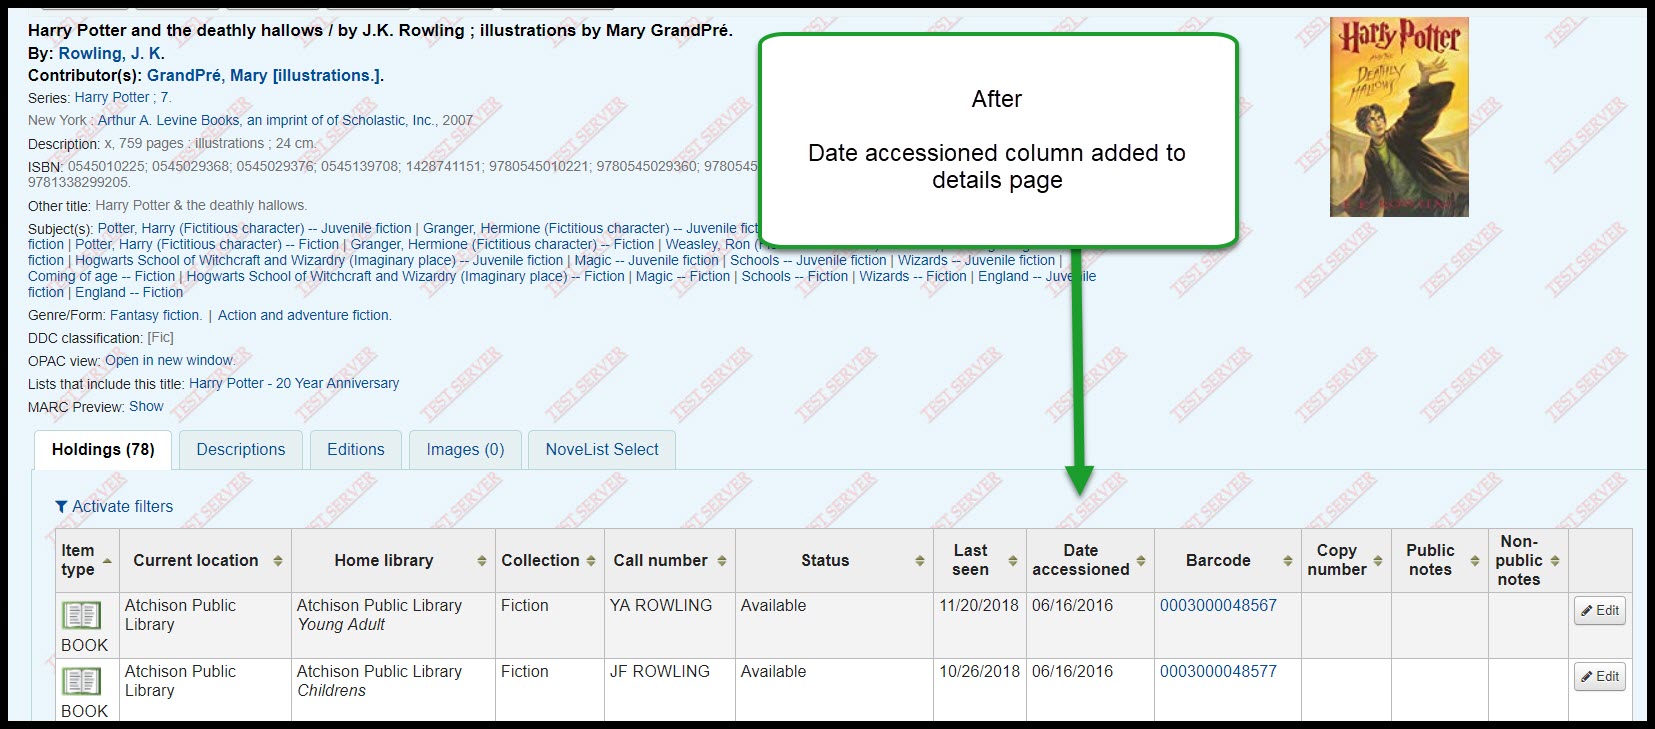 Harry Potter and the deathly hallows / by J.K. Rowling ; illustrations by Mary GrandPré.
By: Rowling, J. K.
Contributor(s): GrandPré, Mary [illustrations.].
Series: Harry Potter ; 7.
New York : Arthur A. Levine Books, an imprint of of Scholastic, Inc., 2007
Description: x, 759 pages : illustrations ; 24 cm.
ISBN: 0545010225; 0545029368; 0545029376; 0545139708; 1428741151; 9780545010221; 9780545029360; 9780545
9781338299205.
Other title: Harry Potter & the deathly hallows.
Subject(s): Potter, Harry (Fictitious character) -- Juvenile fiction | Granger, Hermione (Fictitious character) -- Juvenile fict
fiction | Potter, Harry (Fictitious character) -- Fiction | Granger, Hermione (Fictitious character) -- Fiction | Weasley, Ron
fiction | Hogwarts School of Witchcraft and Wizardry (Imaginary place) -- Juvenile fiction | Magic -- Juvenile fiction | Schools -- Juvenile fiction | Wizards -- Juvenile fiction |
Coming of age -- Fiction | Hogwarts School of Witchcraft and Wizardry (Imaginary place) -- Fiction | Magic -- Fiction | Schools -- Fiction | Wizards -- Fiction | England -- Juvenile
fiction | England -- Fiction
Genre/Form: Fantasy fiction. | Action and adventure fiction.
DDC classification: [Fic]
OPAC view: Open in new window.
Lists that include this title: Harry Potter - 20 Year Anniversary
MARC Preview: Show
After
Date accessioned column added to
details page
Harry Potter
AND THE
DEATHLY
HALLOWS
J. K. ROWLING
TEST SERVER
Holdings (78) Descriptions Editions Images (0) NoveList Select
Activate filters
Item type Current location Home library Collection Call number Status Last seen Date accessioned Barcode Copy number Public notes Non-public notes
BOOK Atchison Public Library Atchison Public Library Young Adult Fiction YA ROWLING Available 11/20/2018 06/16/2016 0003000048567 Edit
BOOK Atchison Public Library Atchison Public Library Childrens Fiction JF ROWLING Available 10/26/2018 06/16/2016 0003000048577 Edit